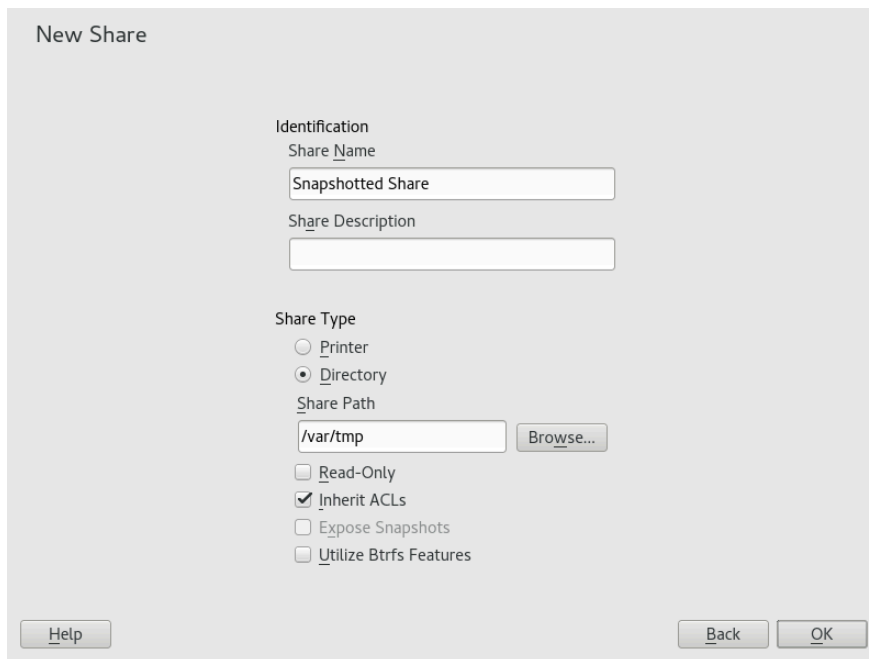 New Share
Identification
Share Name
Snapshotted Share
Share Description
Share Type
Printer
Directory
Share Path
/var/tmp
Browse...
Read-Only
Inherit ACLs
Expose Snapshots
Utilize Btrfs Features
Help
Back
OK